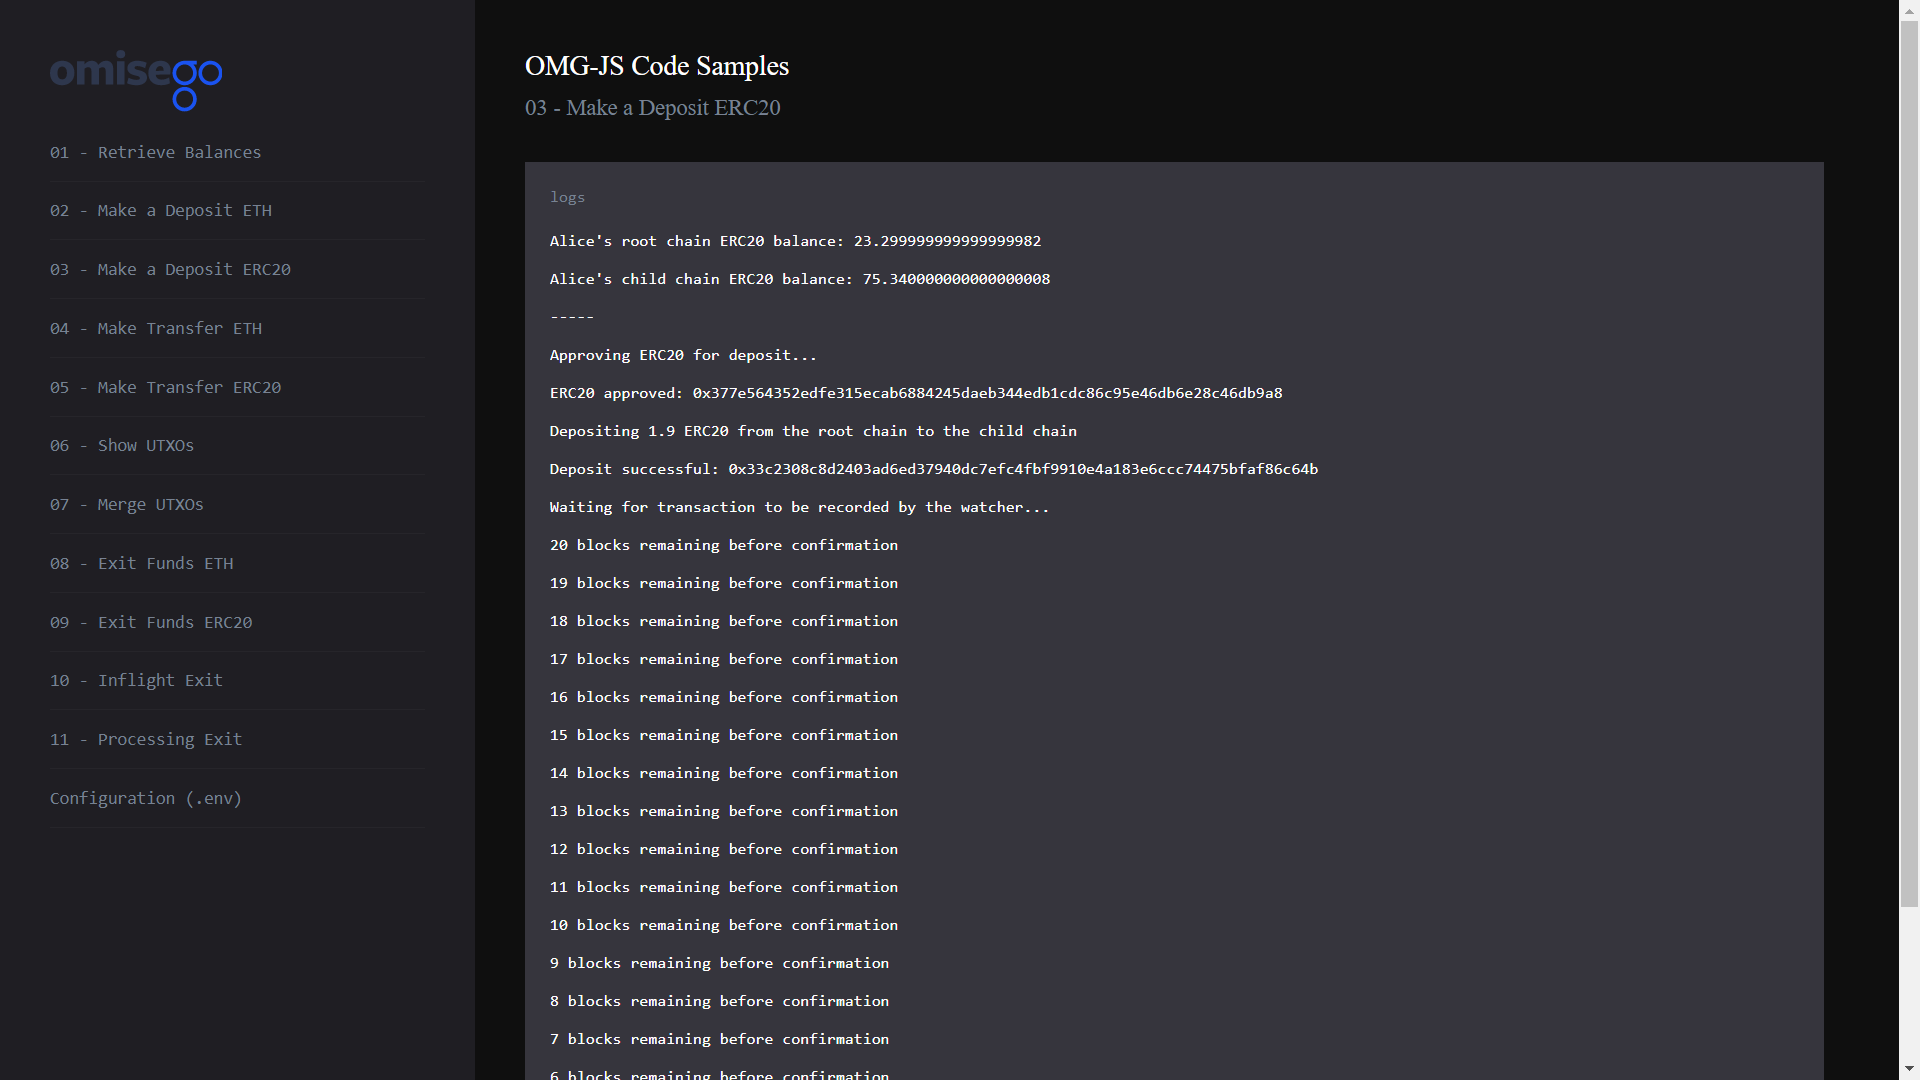 omisego
01 - Retrieve Balances
02 - Make a Deposit ETH
03 - Make a Deposit ERC20
04 - Make Transfer ETH
05 - Make Transfer ERC20
06 - Show UTXOs
07 - Merge UTXOs
08 - Exit Funds ETH
09 - Exit Funds ERC20
10 - Inflight Exit
11 - Processing Exit
Configuration (.env)
OMG-JS Code Samples
03 - Make a Deposit ERC20
logs
Alice's root chain ERC20 balance: 23.299999999999999982
Alice's child chain ERC20 balance: 75.340000000000000008
-----
Approving ERC20 for deposit...
ERC20 approved: 0x377e564352edfe315ecab6884245daeb344edb1cdc86c95e46db6e28c46db9a8
Depositing 1.9 ERC20 from the root chain to the child chain
Deposit successful: 0x33c2308c8d2403ad6ed37940dc7efc4fbf9910e4a183e6ccc74475bfaf86c64b
Waiting for transaction to be recorded by the watcher...
20 blocks remaining before confirmation
19 blocks remaining before confirmation
18 blocks remaining before confirmation
17 blocks remaining before confirmation
16 blocks remaining before confirmation
15 blocks remaining before confirmation
14 blocks remaining before confirmation
13 blocks remaining before confirmation
12 blocks remaining before confirmation
11 blocks remaining before confirmation
10 blocks remaining before confirmation
9 blocks remaining before confirmation
8 blocks remaining before confirmation
7 blocks remaining before confirmation
6 blocks remaining before confirmation